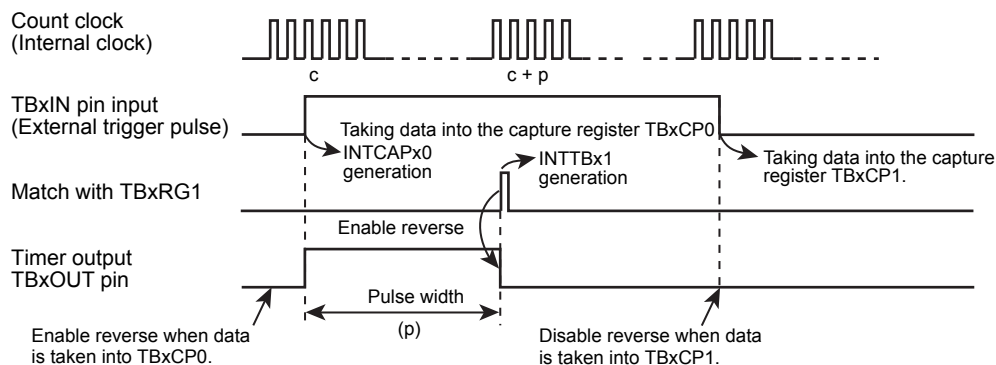 Count clock
(Internal clock)
c
c + p
TBxIN pin input
(External trigger pulse)
Taking data into the capture register TBxCP0
INTCAPx0
generation
INTTBx1
generation
Taking data into the capture
register TBxCP1.
Match with TBxRG1
Enable reverse
Timer output
TBxOUT pin
Pulse width
(p)
Enable reverse when data
is taken into TBxCP0.
Disable reverse when data
is taken into TBxCP1.